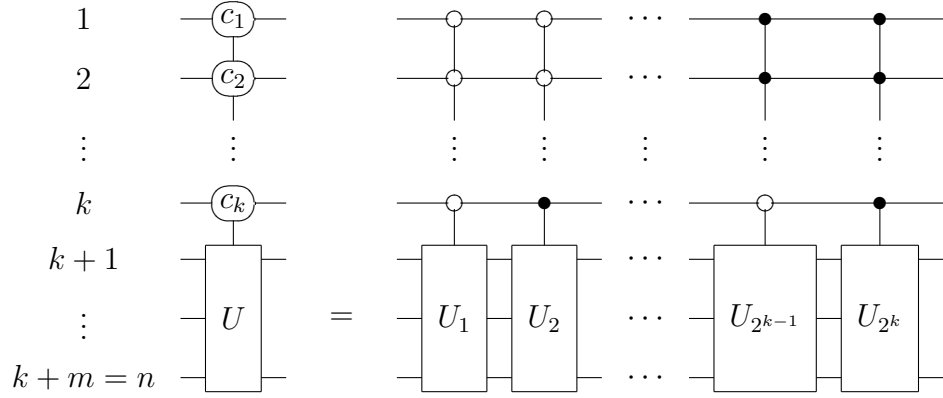 1 c₁ ···
2 c₂ ···
⋮ ⋮ ⋮ ⋮ ⋮ ⋮ ⋮
k cₖ ···
k + 1 ···
⋮ U = U₁ U₂ ··· U₂ᵏ⁻¹ U₂ᵏ
k + m = n ···